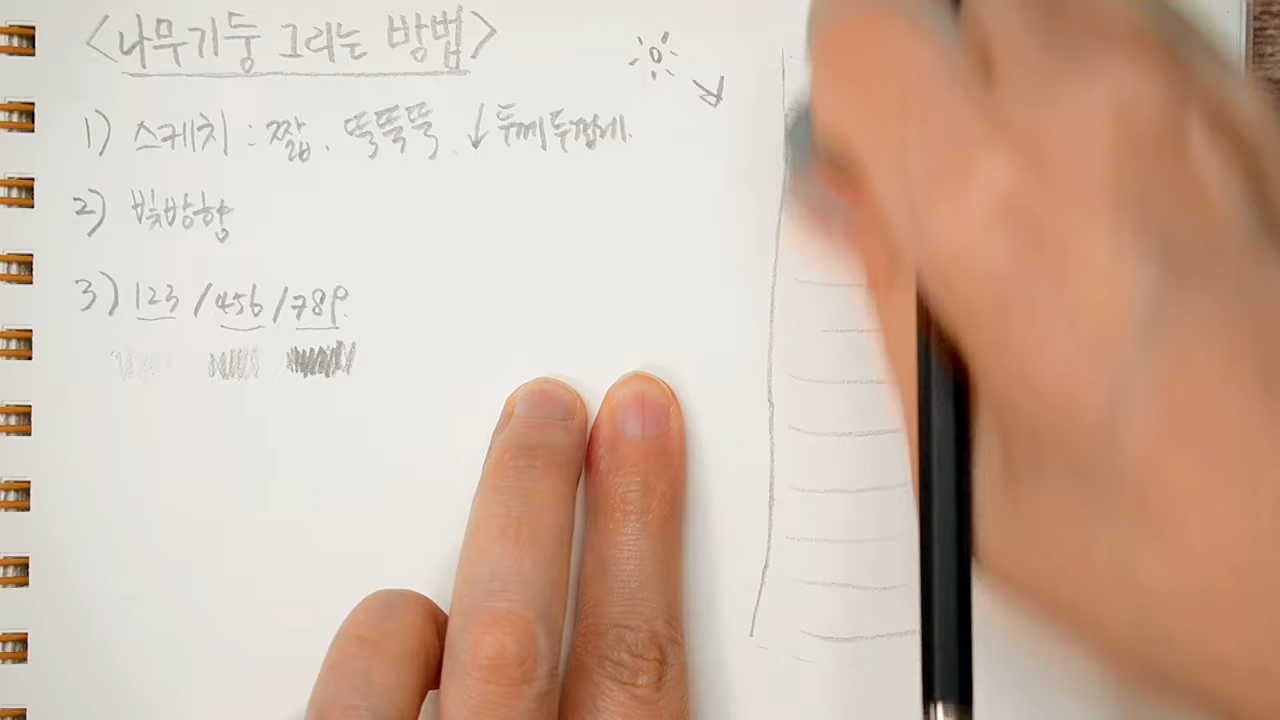 <나무기둥 그리는 방법>
1) 스케치 : 짧, 뚝뚝뚝, ↓ 두께두껍게.
2) 빛방향
3) 123 / 456 / 789.